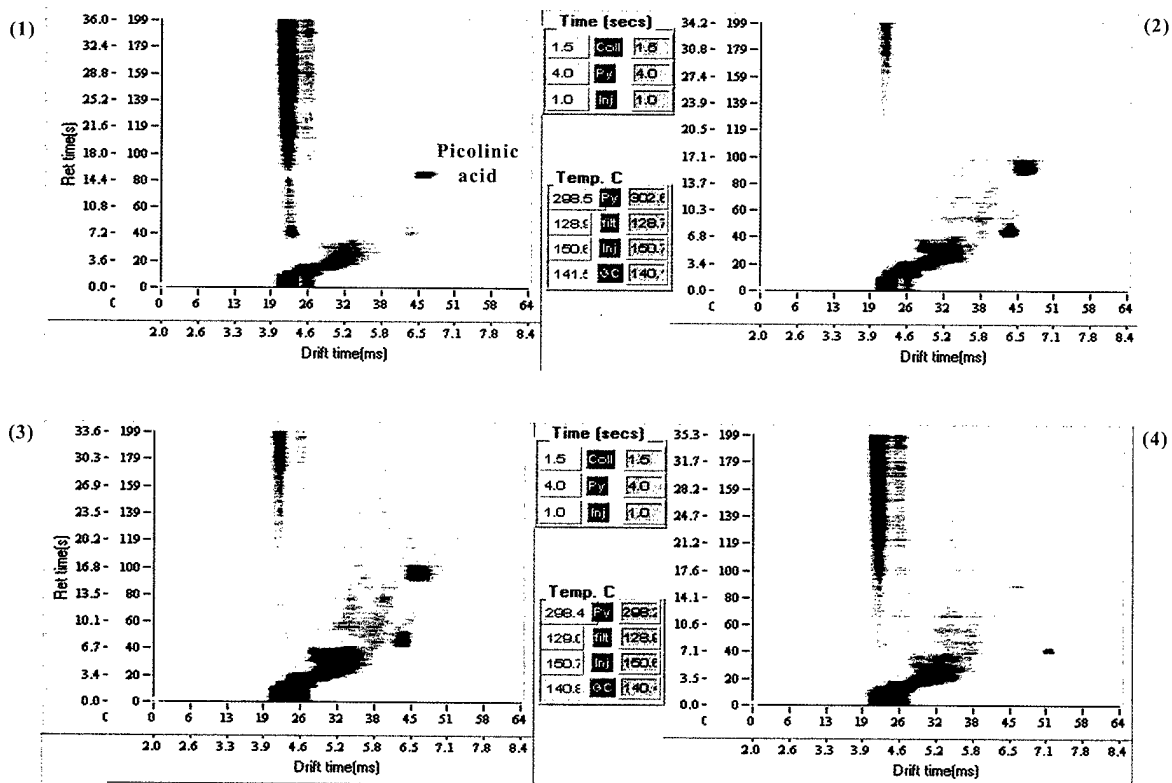 (1)
36.0 - 199
32.4 - 179
28.8 - 159
25.2 - 139
21.6 - 119
18.0 - 100
14.4 - 80
10.8 - 60
7.2 - 40
3.6 - 20
0.0 - 0
Ret time(s)
Picolinic
acid
C 0 6 13 19 26 32 39 45 51 58 64
2.0 2.6 3.3 3.9 4.6 5.2 5.8 6.5 7.1 7.8 8.4
Drift time(ms)
Time (secs)
1.5 Coll 1.5
4.0 Py 4.0
1.0 Inj 1.0
Temp. C
298.5 Py
filt
Inj
GC
(2)
34.2 - 199
30.8 - 179
27.4 - 159
23.9 - 139
20.5 - 119
17.1 - 100
13.7 - 80
10.3 - 60
6.8 - 40
3.4 - 20
0.0 - 0
C 0 6 13 19 26 32 39 45 51 58 64
2.0 2.6 3.3 3.9 4.6 5.2 5.8 6.5 7.1 7.8 8.4
Drift time(ms)
(3)
33.6 - 199
30.3 - 179
26.9 - 159
23.5 - 139
20.2 - 119
16.8 - 100
13.4 - 80
10.1 - 60
6.7 - 40
3.4 - 20
0.0 - 0
Ret time(s)
C 0 6 13 19 26 32 39 45 51 58 64
2.0 2.6 3.3 3.9 4.6 5.2 5.8 6.5 7.1 7.8 8.4
Drift time(ms)
Time (secs)
1.5 Coll 1.5
4.0 Py 4.0
1.0 Inj 1.0
Temp. C
298.4 Py
filt
150.7 Inj
GC
(4)
35.3 - 199
31.7 - 179
28.2 - 159
24.7 - 139
21.2 - 119
17.6 - 100
14.1 - 80
10.6 - 60
7.1 - 40
3.5 - 20
0.0 - 0
C 0 6 13 19 26 32 39 45 51 58 64
2.0 2.6 3.3 3.9 4.6 5.2 5.8 6.5 7.1 7.8 8.4
Drift time(ms)